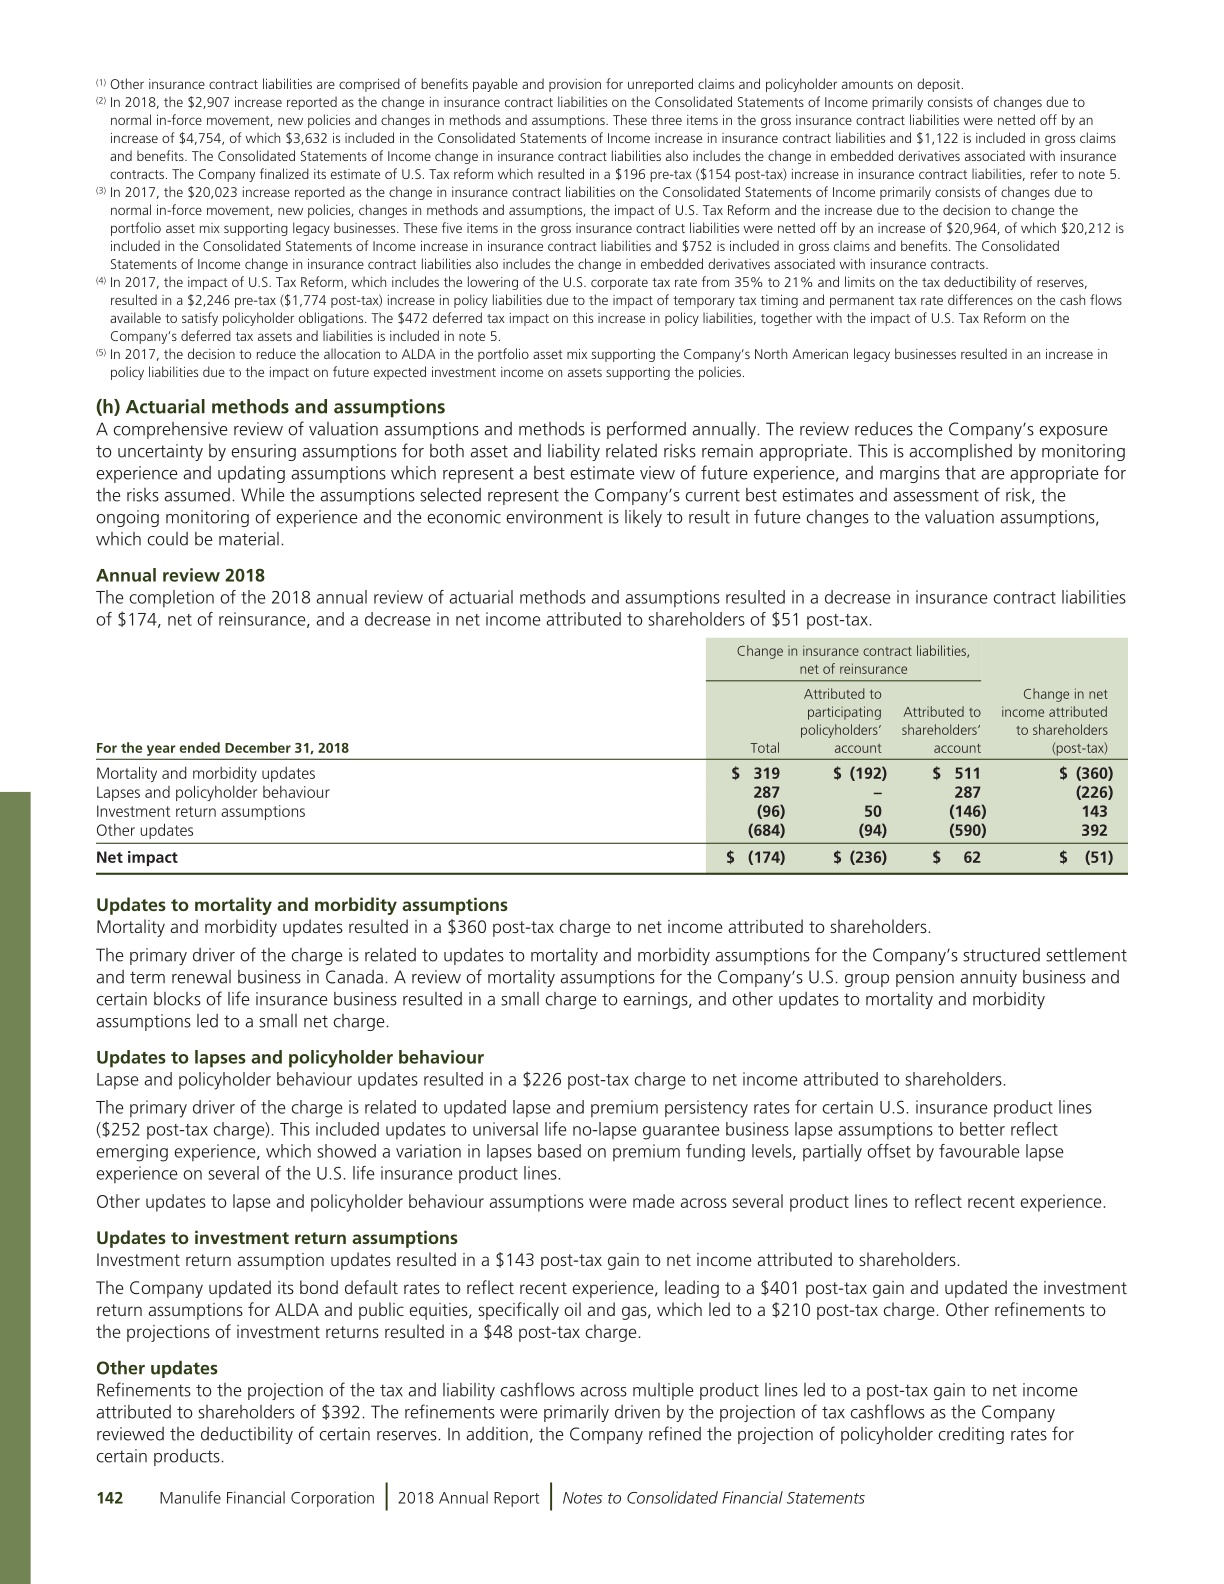 (1) Other insurance contract liabilities are comprised of benefits payable and provision for unreported claims and policyholder amounts on deposit.
(2) In 2018, the $2,907 increase reported as the change in insurance contract liabilities on the Consolidated Statements of Income primarily consists of changes due to
normal in-force movement, new policies and changes in methods and assumptions. These three items in the gross insurance contract liabilities were netted off by an
increase of $4,754, of which $3,632 is included in the Consolidated Statements of Income increase in insurance contract liabilities and $1,122 is included in gross claims
and benefits. The Consolidated Statements of Income change in insurance contract liabilities also includes the change in embedded derivatives associated with insurance
contracts. The Company finalized its estimate of U.S. Tax reform which resulted in a $196 pre-tax ($154 post-tax) increase in insurance contract liabilities, refer to note 5.
(3) In 2017, the $20,023 increase reported as the change in insurance contract liabilities on the Consolidated Statements of Income primarily consists of changes due to
normal in-force movement, new policies, changes in methods and assumptions, the impact of U.S. Tax Reform and the increase due to the decision to change the
portfolio asset mix supporting legacy businesses. These five items in the gross insurance contract liabilities were netted off by an increase of $20,964, of which $20,212 is
included in the Consolidated Statements of Income increase in insurance contract liabilities and $752 is included in gross claims and benefits. The Consolidated
Statements of Income change in insurance contract liabilities also includes the change in embedded derivatives associated with insurance contracts.
(4) In 2017, the impact of U.S. Tax Reform, which includes the lowering of the U.S. corporate tax rate from 35% to 21% and limits on the tax deductibility of reserves,
resulted in a $2,246 pre-tax ($1,774 post-tax) increase in policy liabilities due to the impact of temporary tax timing and permanent tax rate differences on the cash flows
available to satisfy policyholder obligations. The $472 deferred tax impact on this increase in policy liabilities, together with the impact of U.S. Tax Reform on the
Company's deferred tax assets and liabilities is included in note 5.
(5) In 2017, the decision to reduce the allocation to ALDA in the portfolio asset mix supporting the Company's North American legacy businesses resulted in an increase in
policy liabilities due to the impact on future expected investment income on assets supporting the policies.
(h) Actuarial methods and assumptions
A comprehensive review of valuation assumptions and methods is performed annually. The review reduces the Company's exposure
to uncertainty by ensuring assumptions for both asset and liability related risks remain appropriate. This is accomplished by monitoring
experience and updating assumptions which represent a best estimate view of future experience, and margins that are appropriate for
the risks assumed. While the assumptions selected represent the Company's current best estimates and assessment of risk, the
ongoing monitoring of experience and the economic environment is likely to result in future changes to the valuation assumptions,
which could be material.
Annual review 2018
The completion of the 2018 annual review of actuarial methods and assumptions resulted in a decrease in insurance contract liabilities
of $174, net of reinsurance, and a decrease in net income attributed to shareholders of $51 post-tax.
Change in insurance contract liabilities,
net of reinsurance
Attributed to Change in net
participating Attributed to income attributed
policyholders' shareholders' to shareholders
For the year ended December 31, 2018 Total account account (post-tax)
Mortality and morbidity updates $ 319 $ (192) $ 511 $ (360)
Lapses and policyholder behaviour 287 – 287 (226)
Investment return assumptions (96) 50 (146) 143
Other updates (684) (94) (590) 392
Net impact $ (174) $ (236) $ 62 $ (51)
Updates to mortality and morbidity assumptions
Mortality and morbidity updates resulted in a $360 post-tax charge to net income attributed to shareholders.
The primary driver of the charge is related to updates to mortality and morbidity assumptions for the Company's structured settlement
and term renewal business in Canada. A review of mortality assumptions for the Company's U.S. group pension annuity business and
certain blocks of life insurance business resulted in a small charge to earnings, and other updates to mortality and morbidity
assumptions led to a small net charge.
Updates to lapses and policyholder behaviour
Lapse and policyholder behaviour updates resulted in a $226 post-tax charge to net income attributed to shareholders.
The primary driver of the charge is related to updated lapse and premium persistency rates for certain U.S. insurance product lines
($252 post-tax charge). This included updates to universal life no-lapse guarantee business lapse assumptions to better reflect
emerging experience, which showed a variation in lapses based on premium funding levels, partially offset by favourable lapse
experience on several of the U.S. life insurance product lines.
Other updates to lapse and policyholder behaviour assumptions were made across several product lines to reflect recent experience.
Updates to investment return assumptions
Investment return assumption updates resulted in a $143 post-tax gain to net income attributed to shareholders.
The Company updated its bond default rates to reflect recent experience, leading to a $401 post-tax gain and updated the investment
return assumptions for ALDA and public equities, specifically oil and gas, which led to a $210 post-tax charge. Other refinements to
the projections of investment returns resulted in a $48 post-tax charge.
Other updates
Refinements to the projection of the tax and liability cashflows across multiple product lines led to a post-tax gain to net income
attributed to shareholders of $392. The refinements were primarily driven by the projection of tax cashflows as the Company
reviewed the deductibility of certain reserves. In addition, the Company refined the projection of policyholder crediting rates for
certain products.
142 Manulife Financial Corporation | 2018 Annual Report | Notes to Consolidated Financial Statements